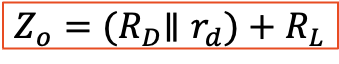 Z_o = (R_D ∥ r_d) + R_L